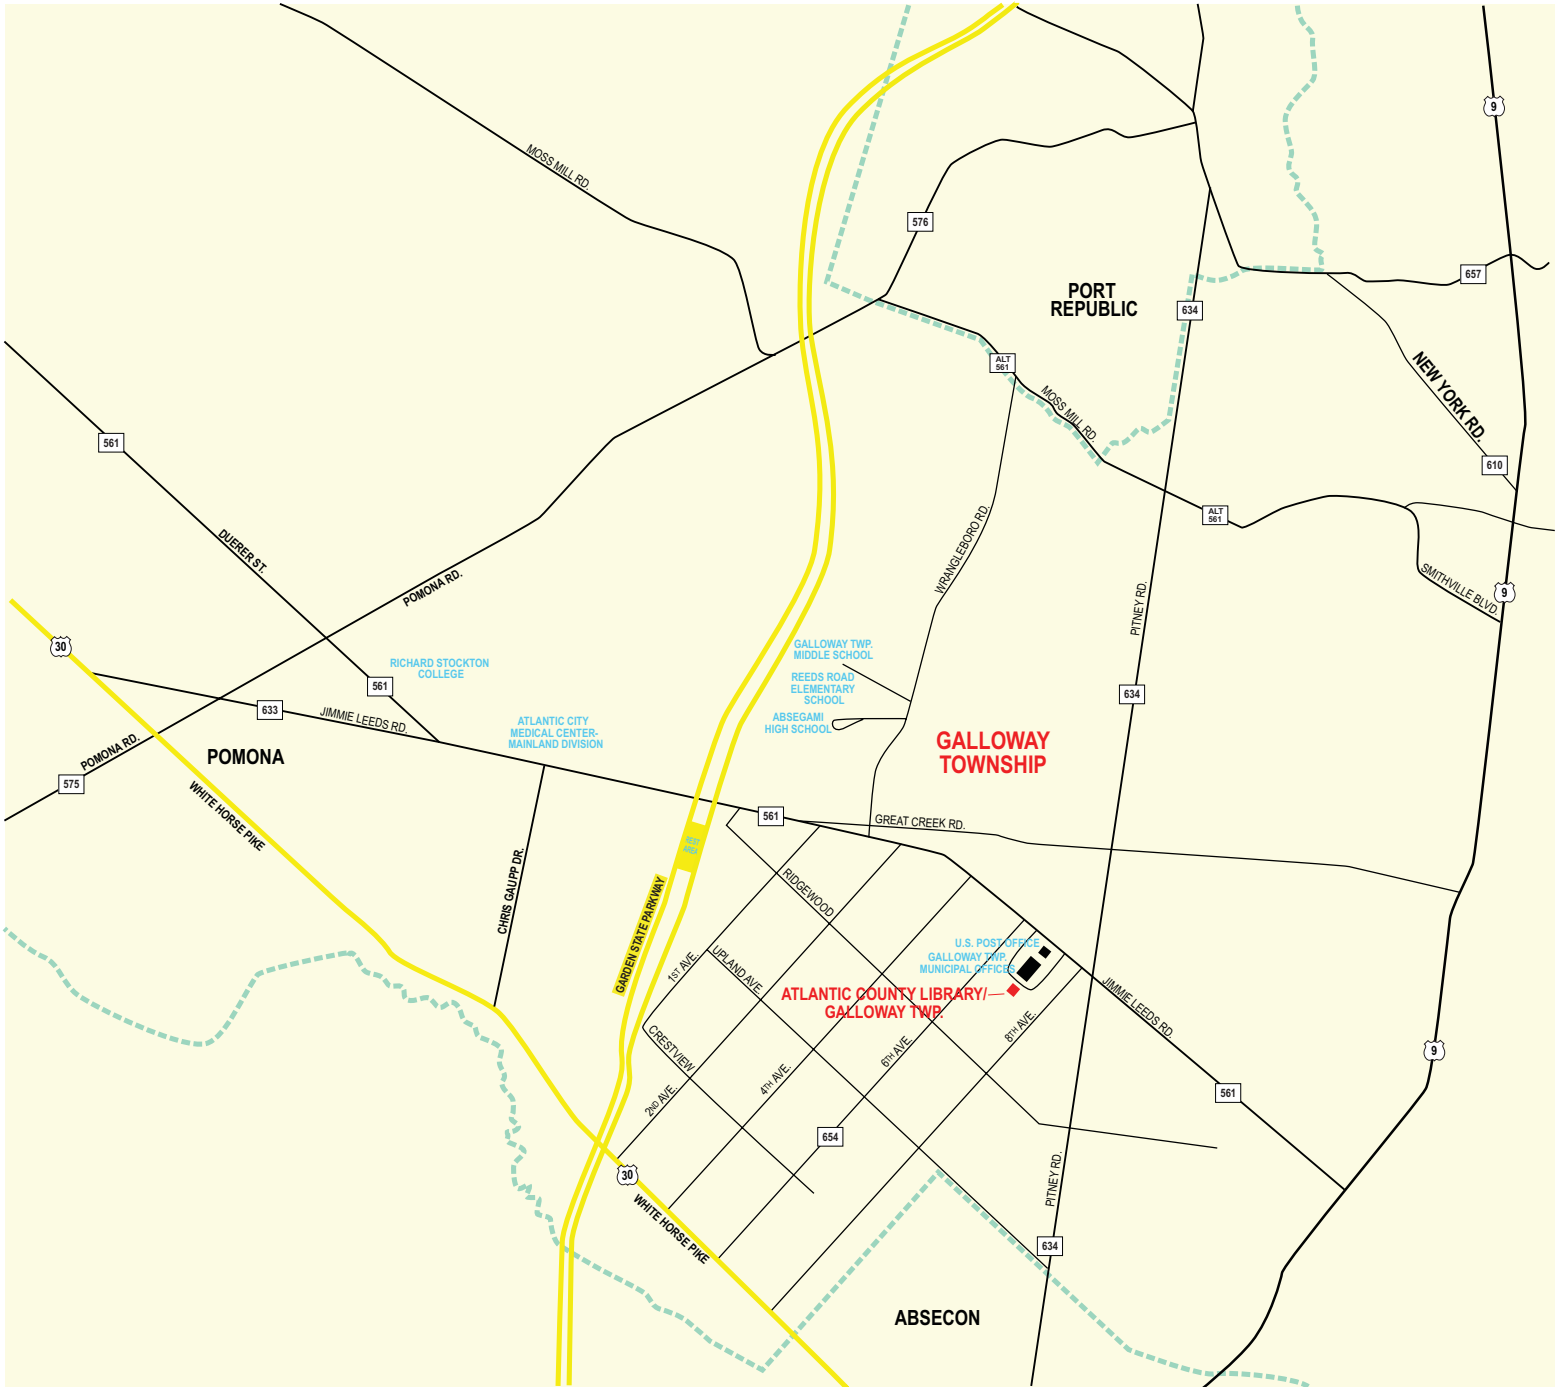 9
MOSS MILL RD.
576
657
PORT
REPUBLIC
634
ALT
561
NEW YORK RD.
MOSS MILL RD.
561
610
WRANGLEBORO RD.
ALT
561
DUERER ST.
POMONA RD.
SMITHVILLE BLVD.
9
PITNEY RD.
30
GALLOWAY TWP.
MIDDLE SCHOOL
RICHARD STOCKTON
COLLEGE
REEDS ROAD
ELEMENTARY
SCHOOL
561
634
633
JIMMIE LEEDS RD.
ATLANTIC CITY
MEDICAL CENTER-
MAINLAND DIVISION
ABSEGAMI
HIGH SCHOOL
GALLOWAY
TOWNSHIP
POMONA RD.
POMONA
575
WHITE HORSE PIKE
561
GREAT CREEK RD.
REST
AREA
CHRIS GAUPP DR.
RIDGEWOOD
GARDEN STATE PARKWAY
U.S. POST OFFICE
GALLOWAY TWP.
MUNICIPAL OFFICES
1ST AVE.
UPLAND AVE.
ATLANTIC COUNTY LIBRARY/
GALLOWAY TWP.
JIMMIE LEEDS RD.
CRESTVIEW
8TH AVE.
6TH AVE.
9
4TH AVE.
2ND AVE.
561
654
30
PITNEY RD.
WHITE HORSE PIKE
634
ABSECON